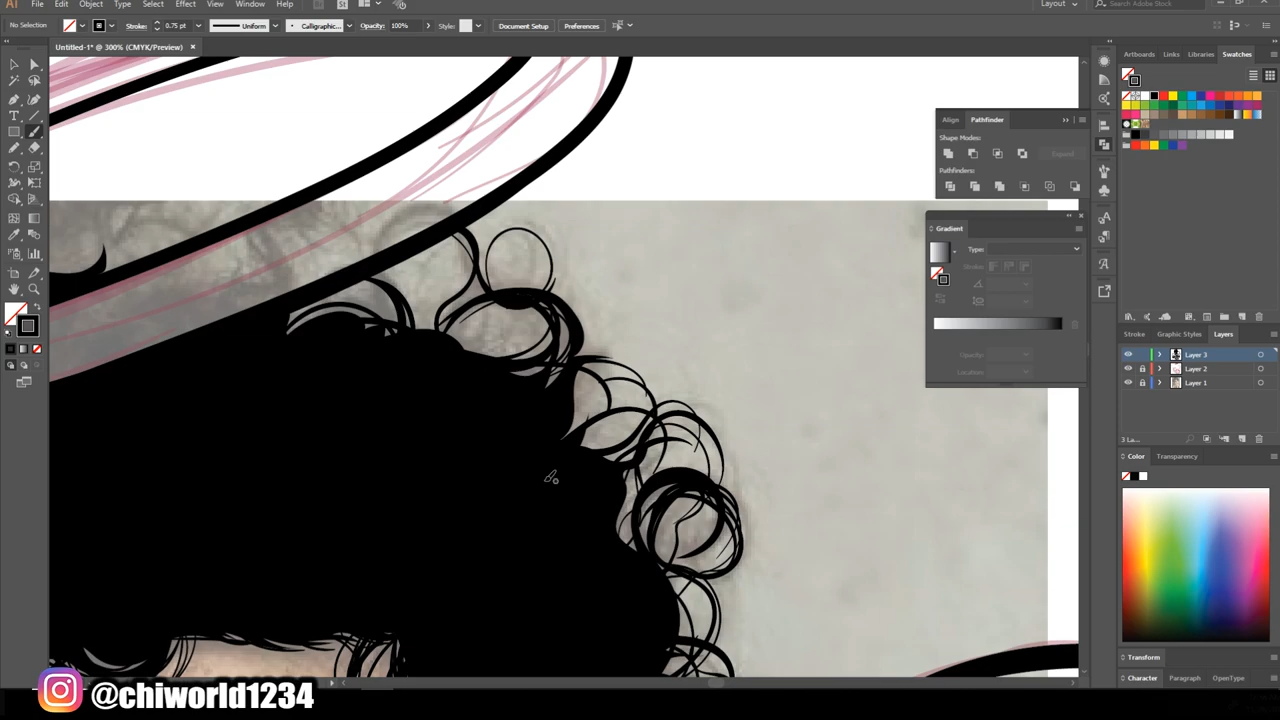 Ai File Edit Object Type Select Effect View Window Help Br St Layout Search Adobe Stock
No Selection Stroke: 0.75 pt Uniform Calligraphic... Opacity: 100% Style: Document Setup Preferences
Untitled-1* @ 300% (CMYK/Preview) ×
Artboards Links Libraries Swatches
Align Pathfinder
Shape Modes:
Expand
Pathfinders:
Gradient
Type:
Stroke:
Opacity:
Location:
Stroke Graphic Styles Layers
Layer 3
Layer 2
Layer 1
3 La...
Color Transparency
Transform
Character Paragraph OpenType
@chiworld1234